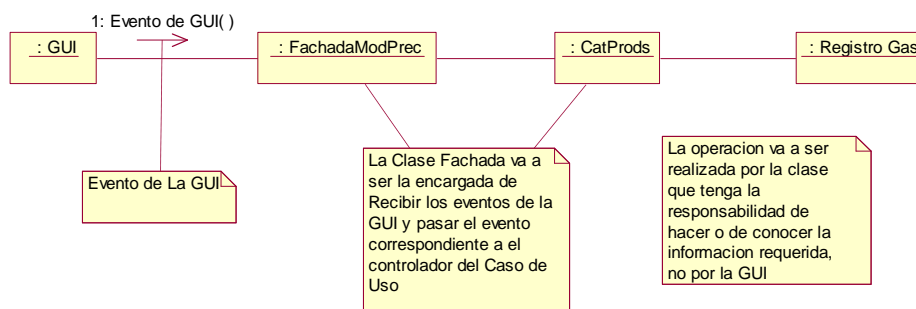 1: Evento de GUI( )
: GUI
: FachadaModPrec
: CatProds
: Registro Gas
Evento de La GUI
La Clase Fachada va a
ser la encargada de
Recibir los eventos de la
GUI y pasar el evento
correspondiente a el
controlador del Caso de
Uso
La operacion va a ser
realizada por la clase
que tenga la
responsabilidad de
hacer o de conocer la
informacion requerida,
no por la GUI